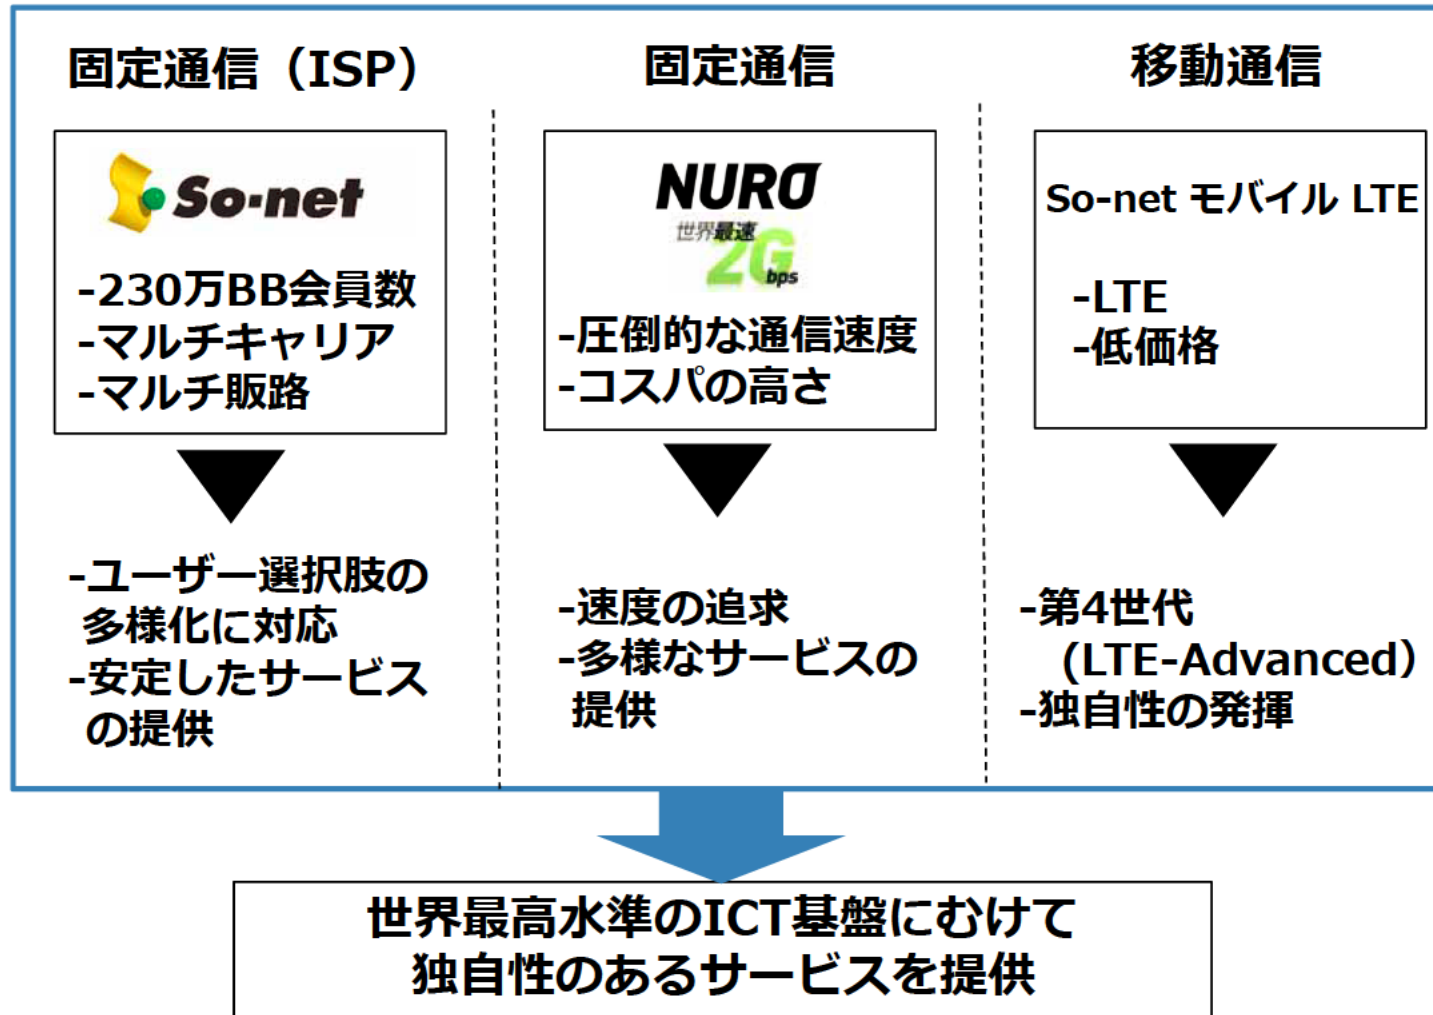 固定通信（ISP）
So-net
-230万BB会員数
-マルチキャリア
-マルチ販路
-ユーザー選択肢の
多様化に対応
-安定したサービス
の提供
固定通信
NURO
世界最速
2Gbps
-圧倒的な通信速度
-コスパの高さ
-速度の追求
-多様なサービスの
提供
移動通信
So-net モバイル LTE
-LTE
-低価格
-第4世代
（LTE-Advanced）
-独自性の発揮
世界最高水準のICT基盤にむけて
独自性のあるサービスを提供